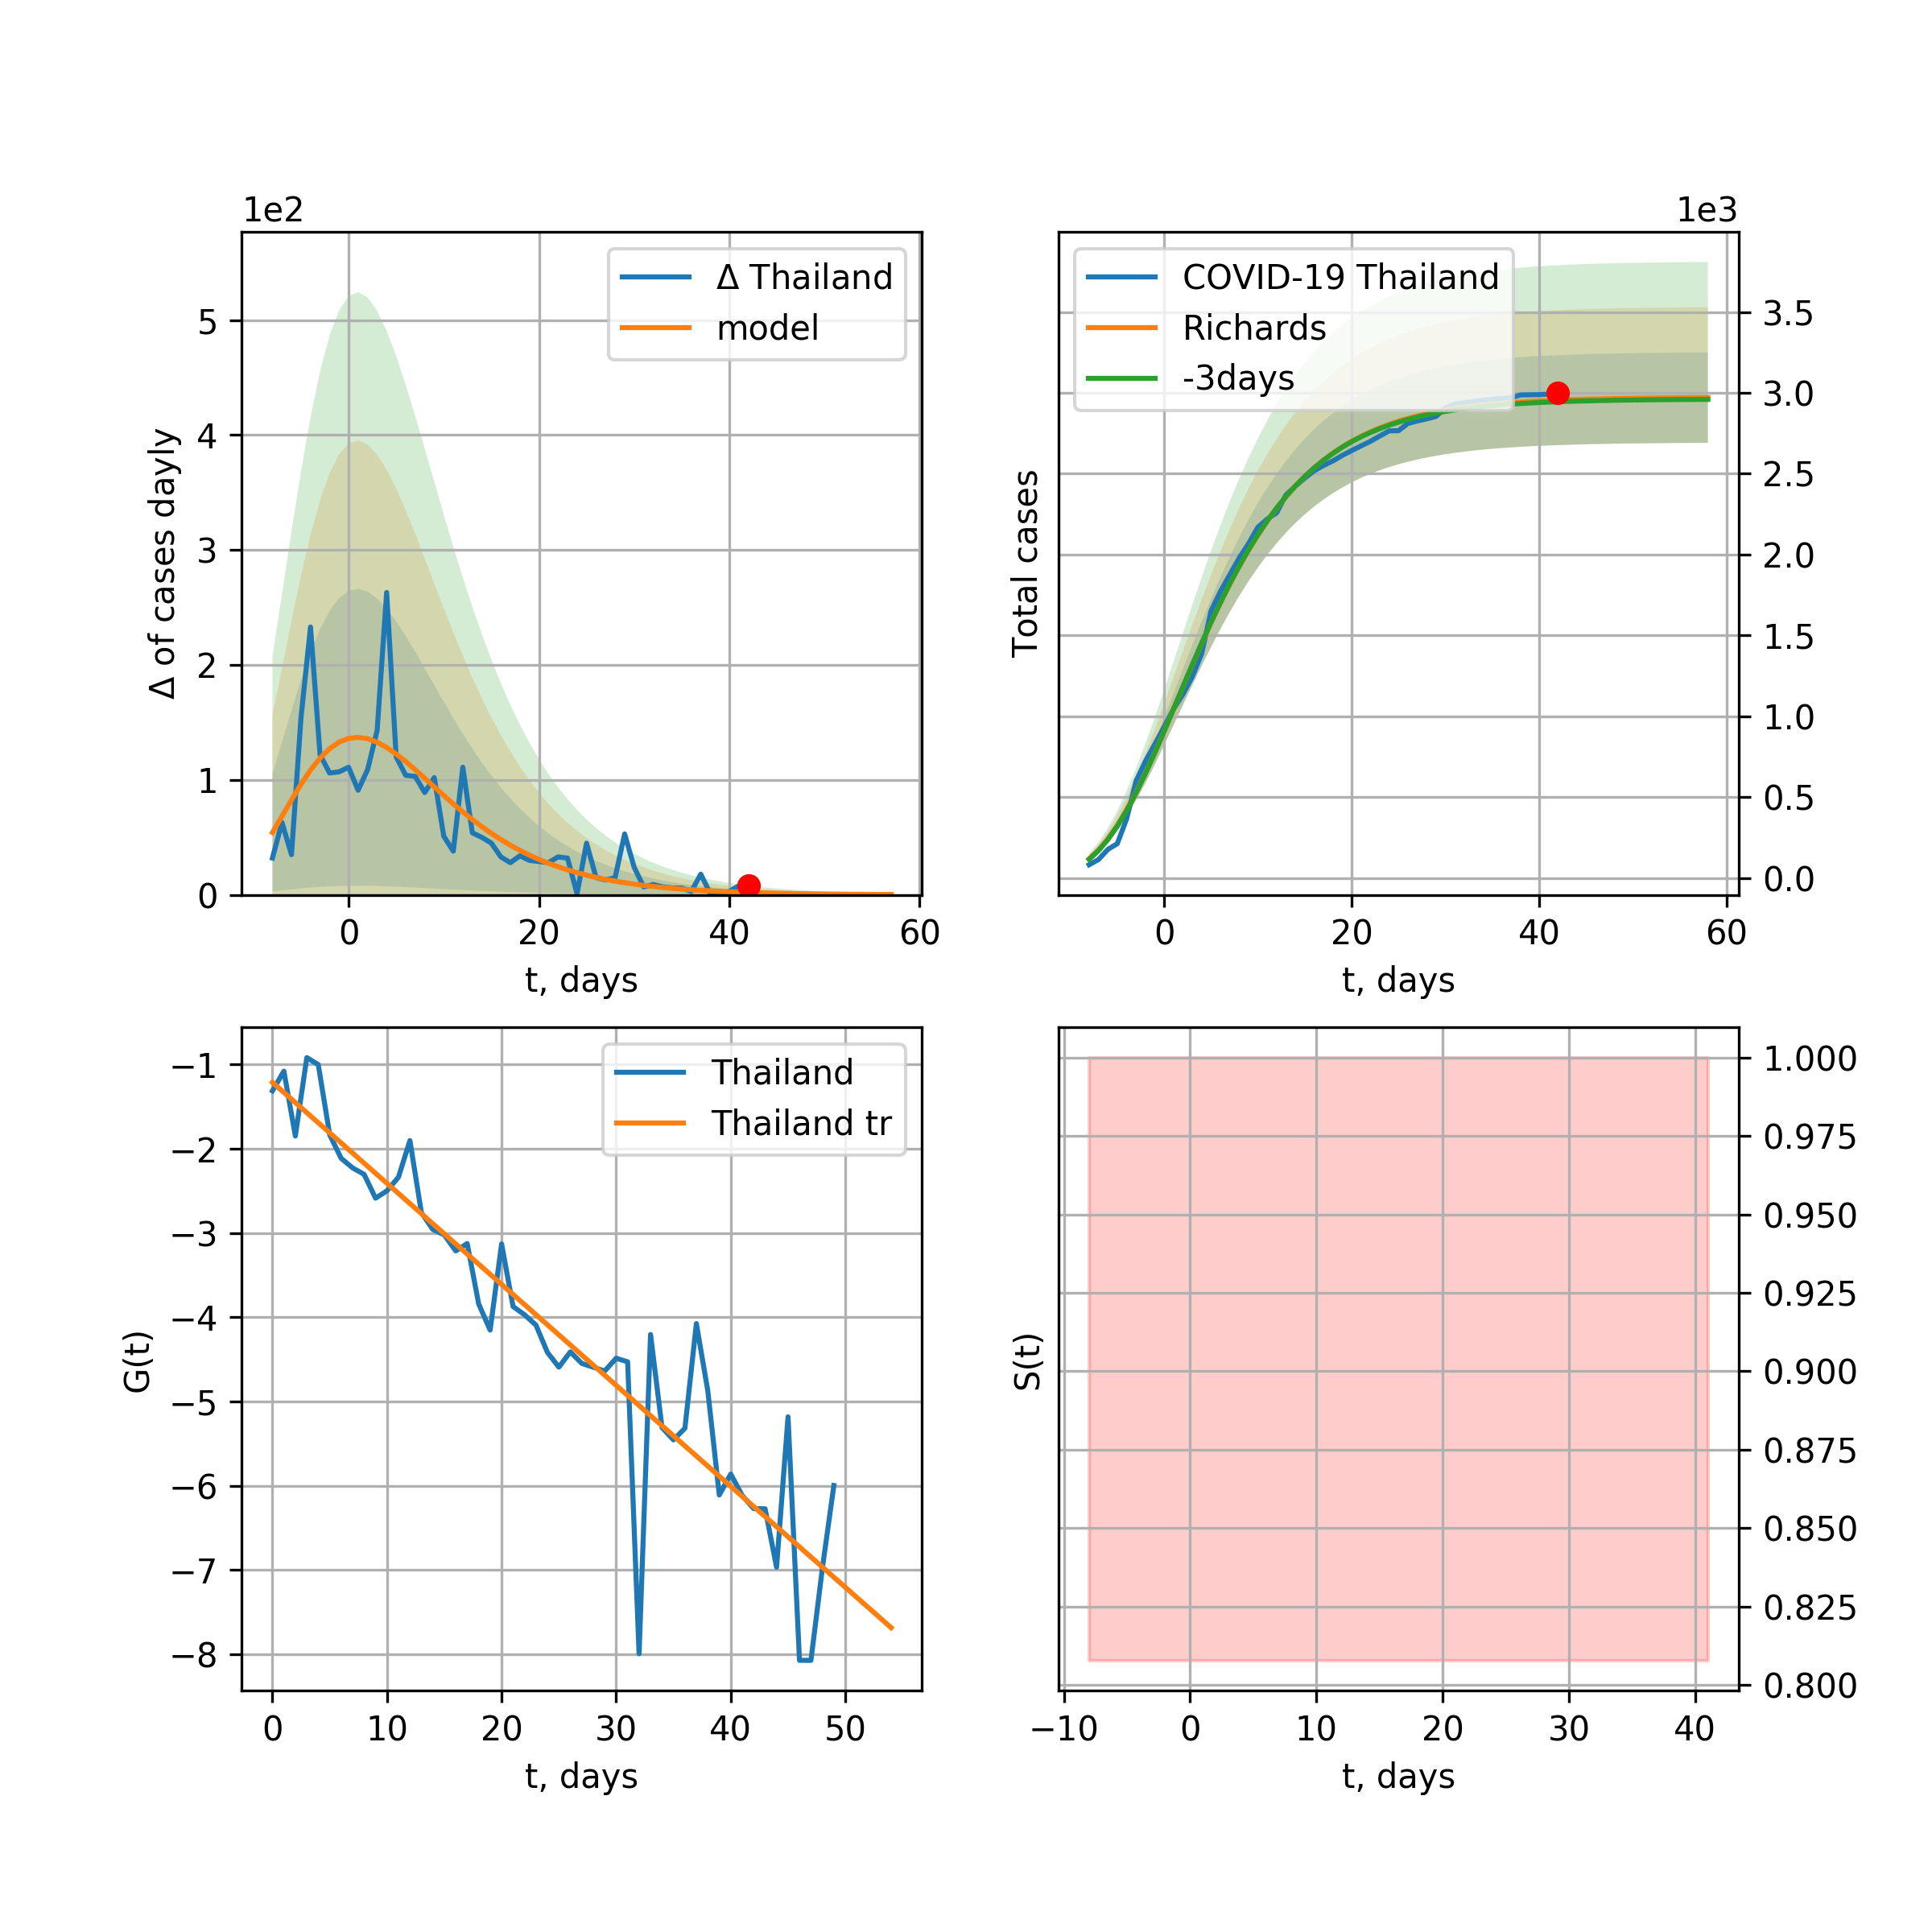 1e2
Δ Thailand
model
5
4
3
2
1
0
Δ of cases dayly
0 20 40 60
t, days
1e3
COVID-19 Thailand
Richards
-3days
3.5
3.0
2.5
2.0
1.5
1.0
0.5
0.0
Total cases
0 20 40 60
t, days
Thailand
Thailand tr
−1
−2
−3
−4
−5
−6
−7
−8
G(t)
0 10 20 30 40 50
t, days
1.000
0.975
0.950
0.925
0.900
0.875
0.850
0.825
0.800
S(t)
−10 0 10 20 30 40
t, days